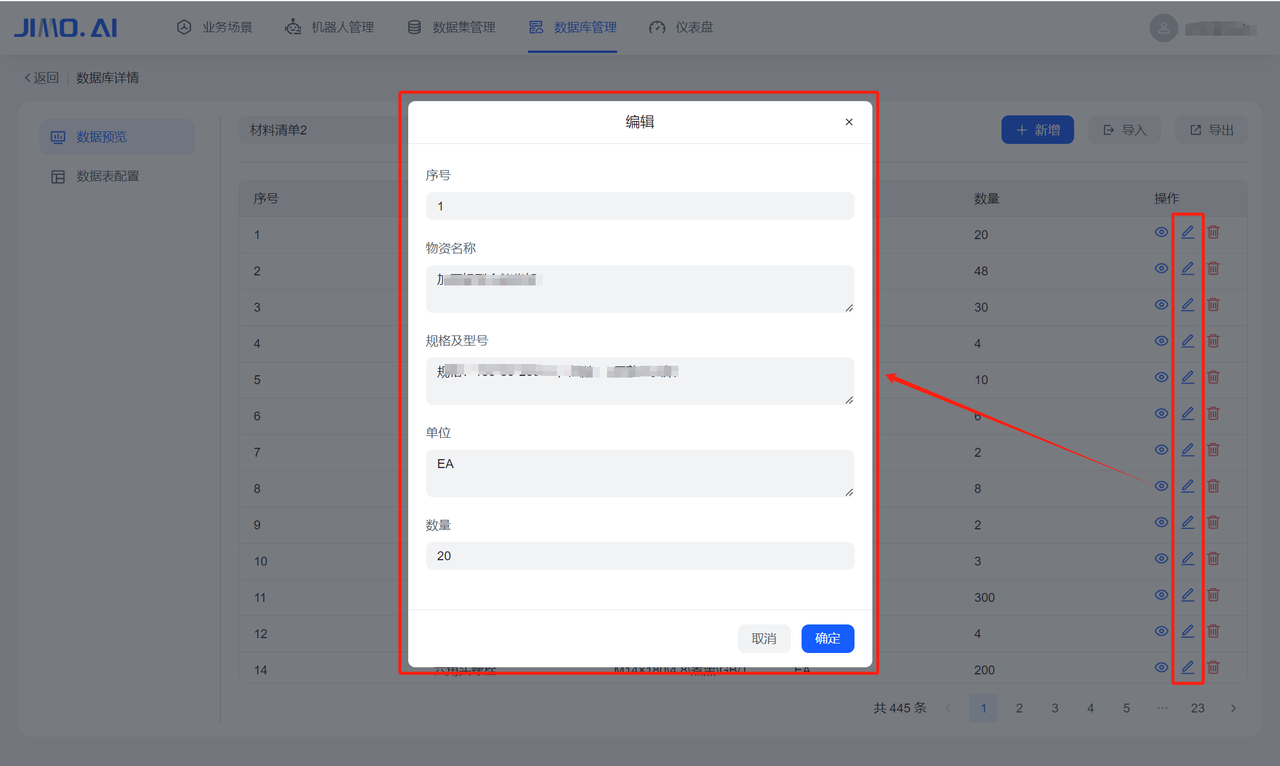 JIMO.AI 业务场景 机器人管理 数据集管理 数据库管理 仪表盘
返回 数据库详情
数据预览
数据表配置
材料清单2 新增 导入 导出
序号 数量 操作
1 20
2 48
3 30
4 4
5 10
6 6
7 2
8 8
9 2
10 3
11 300
12 4
14 EA 200
共 445 条 1 2 3 4 5 ··· 23
编辑
序号
1
物资名称
规格及型号
单位
EA
数量
20
取消 确定